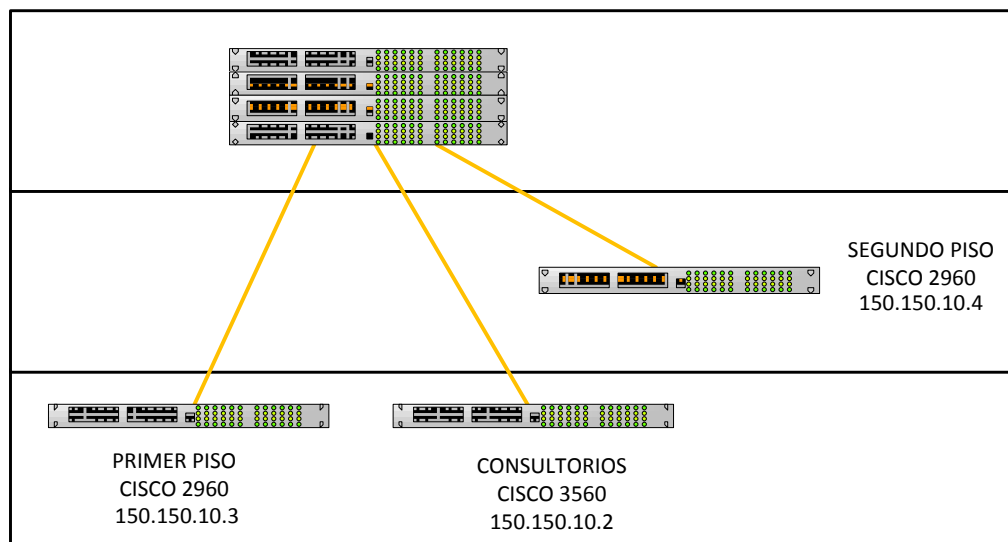 SEGUNDO PISO
CISCO 2960
150.150.10.4
PRIMER PISO
CISCO 2960
150.150.10.3
CONSULTORIOS
CISCO 3560
150.150.10.2